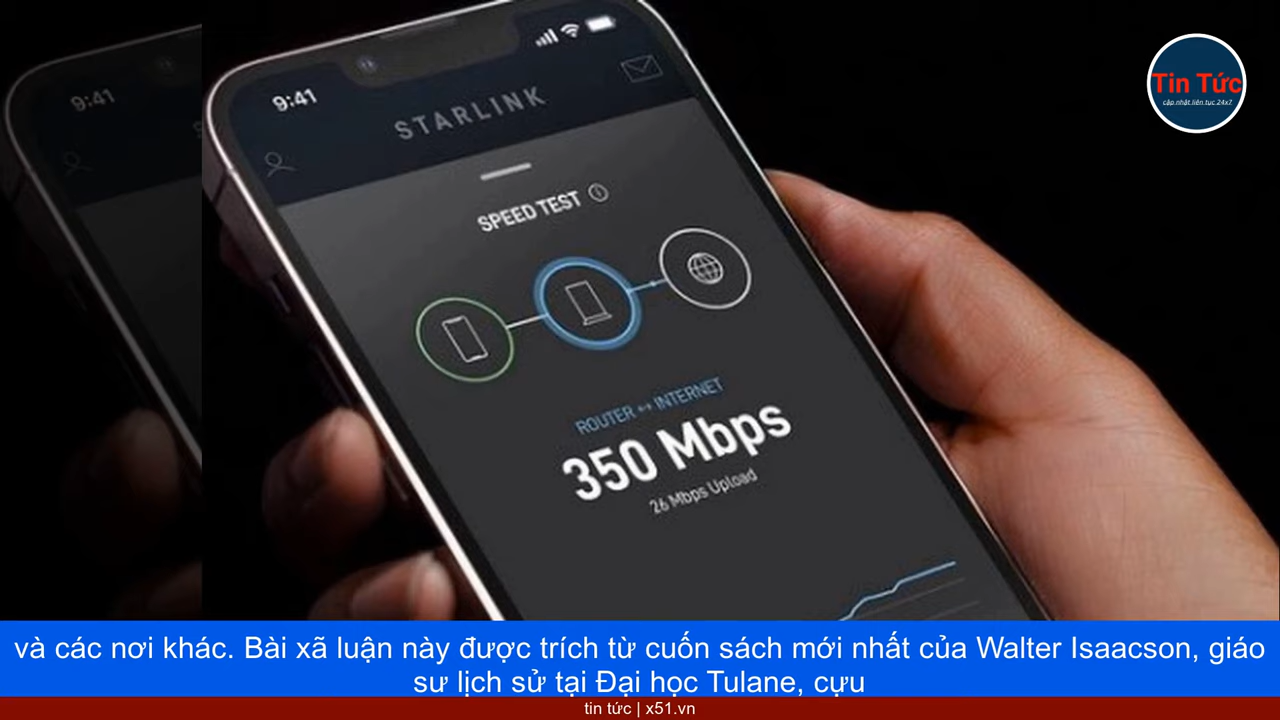 9:41
9:41
STARLINK
SPEED TEST
ROUTER ↔ INTERNET
350 Mbps
26 Mbps Upload
Tin Tức
cập nhật liên tục 24x7
và các nơi khác. Bài xã luận này được trích từ cuốn sách mới nhất của Walter Isaacson, giáo
sư lịch sử tại Đại học Tulane, cựu
tin tức | x51.vn